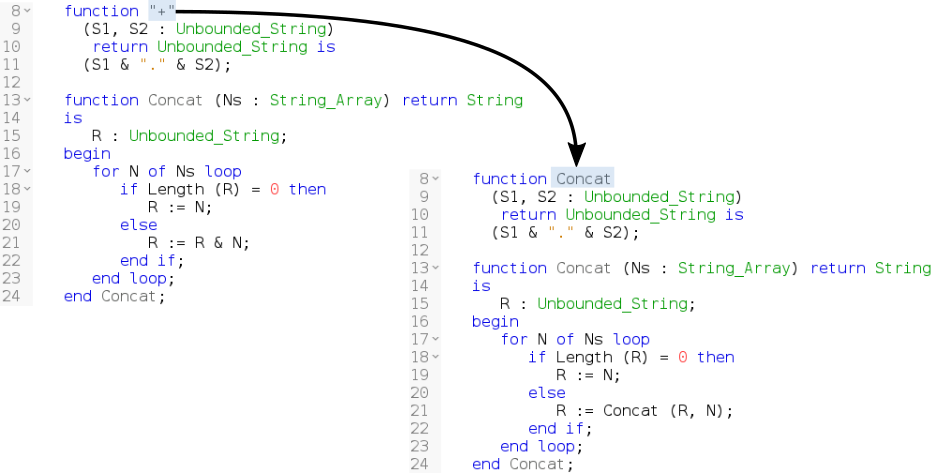 8 function "+"
9 (S1, S2 : Unbounded_String)
10 return Unbounded_String is
11 (S1 & "." & S2);
12
13 function Concat (Ns : String_Array) return String
14 is
15 R : Unbounded_String;
16 begin
17 for N of Ns loop
18 if Length (R) = 0 then
19 R := N;
20 else
21 R := R & N;
22 end if;
23 end loop;
24 end Concat;
8 function Concat
9 (S1, S2 : Unbounded_String)
10 return Unbounded_String is
11 (S1 & "." & S2);
12
13 function Concat (Ns : String_Array) return String
14 is
15 R : Unbounded_String;
16 begin
17 for N of Ns loop
18 if Length (R) = 0 then
19 R := N;
20 else
21 R := Concat (R, N);
22 end if;
23 end loop;
24 end Concat;